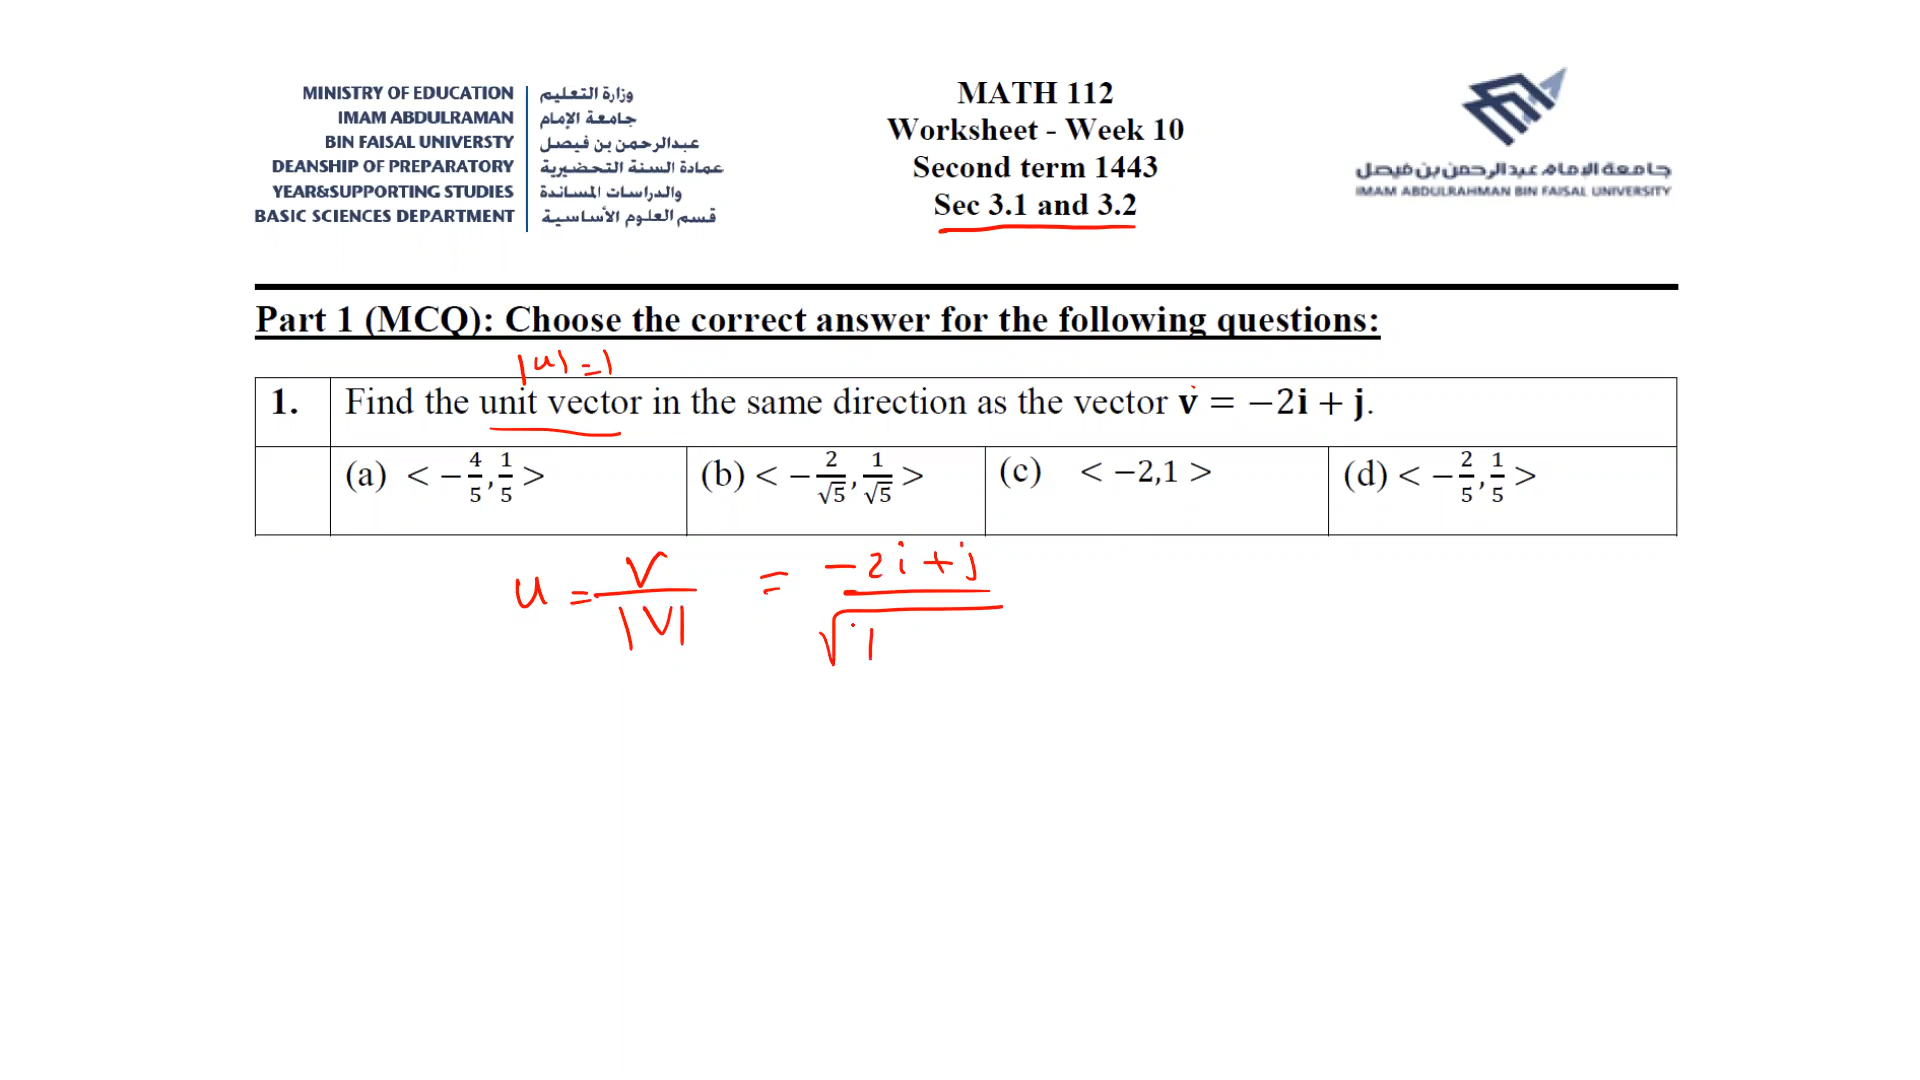 MINISTRY OF EDUCATION
IMAM ABDULRAMAN
BIN FAISAL UNIVERSTY
DEANSHIP OF PREPARATORY
YEAR&SUPPORTING STUDIES
BASIC SCIENCES DEPARTMENT
وزارة التعليم
جامعة الإمام
عبدالرحمن بن فيصل
عمادة السنة التحضيرية
والدراسات المساندة
قسم العلوم الأساسية
MATH 112
Worksheet - Week 10
Second term 1443
Sec 3.1 and 3.2
جامعة الإمام عبدالرحمن بن فيصل
IMAM ABDULRAHMAN BIN FAISAL UNIVERSITY
Part 1 (MCQ): Choose the correct answer for the following questions:
|u| = 1
1. Find the unit vector in the same direction as the vector v = −2i + j.
(a) < −4/5, 1/5 > (b) < −2/√5, 1/√5 > (c) < −2,1 > (d) < −2/5, 1/5 >
u = V/|V| = −2i+j/√1